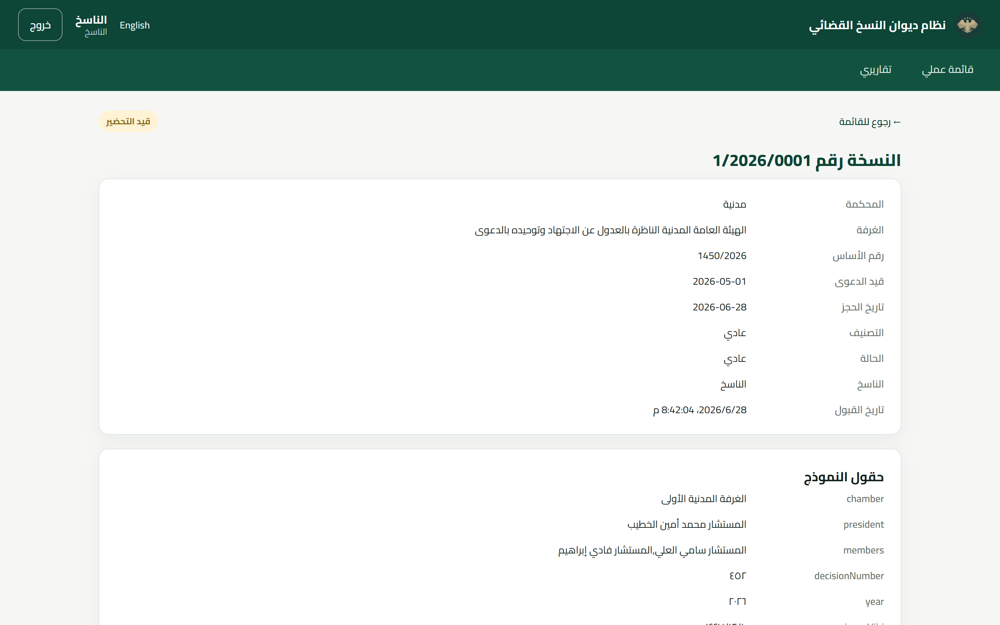 نظام ديوان النسخ القضائي
English
الناسخ
الناسخ
خروج
قائمة عملي
تقاريري
← رجوع للقائمة
قيد التحضير
النسخة رقم 1/2026/0001
المحكمة مدنية
الغرفة الهيئة العامة المدنية الناظرة بالعدول عن الاجتهاد وتوحيده بالدعوى
رقم الأساس 1450/2026
قيد الدعوى 2026-05-01
تاريخ الحجز 2026-06-28
التصنيف عادي
الحالة عادي
الناسخ الناسخ
تاريخ القبول 2026/6/28، 8:42:04 م
حقول النموذج
chamber الغرفة المدنية الأولى
president المستشار محمد أمين الخطيب
members المستشار سامي العلي,المستشار فادي إبراهيم
decisionNumber ٤٥٢
year ٢٠٢٦